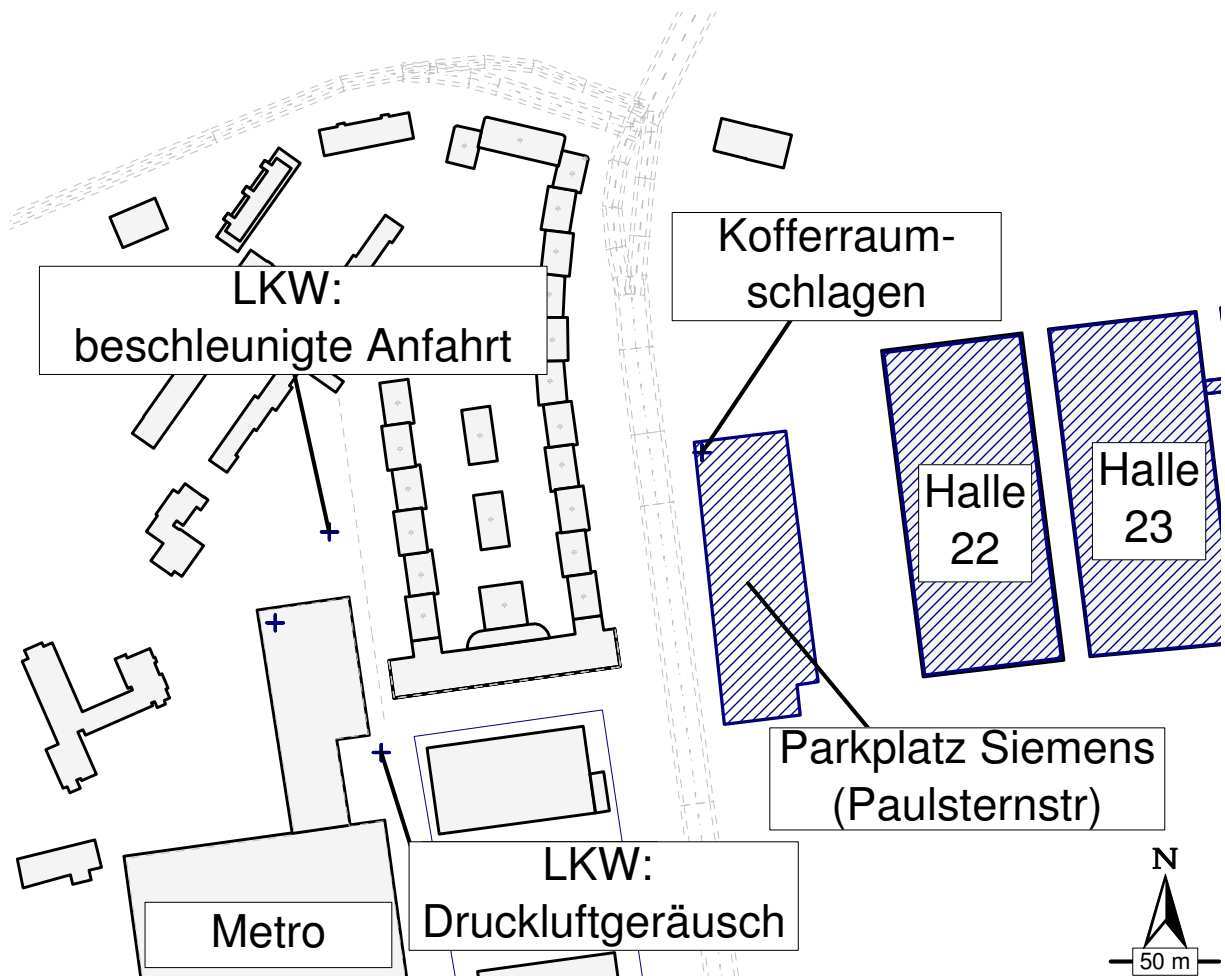 Kofferraum-
schlagen
LKW:
beschleunigte Anfahrt
Halle
22
Halle
23
Parkplatz Siemens
(Paulsternstr)
LKW:
Druckluftgeräusch
Metro
N
50 m